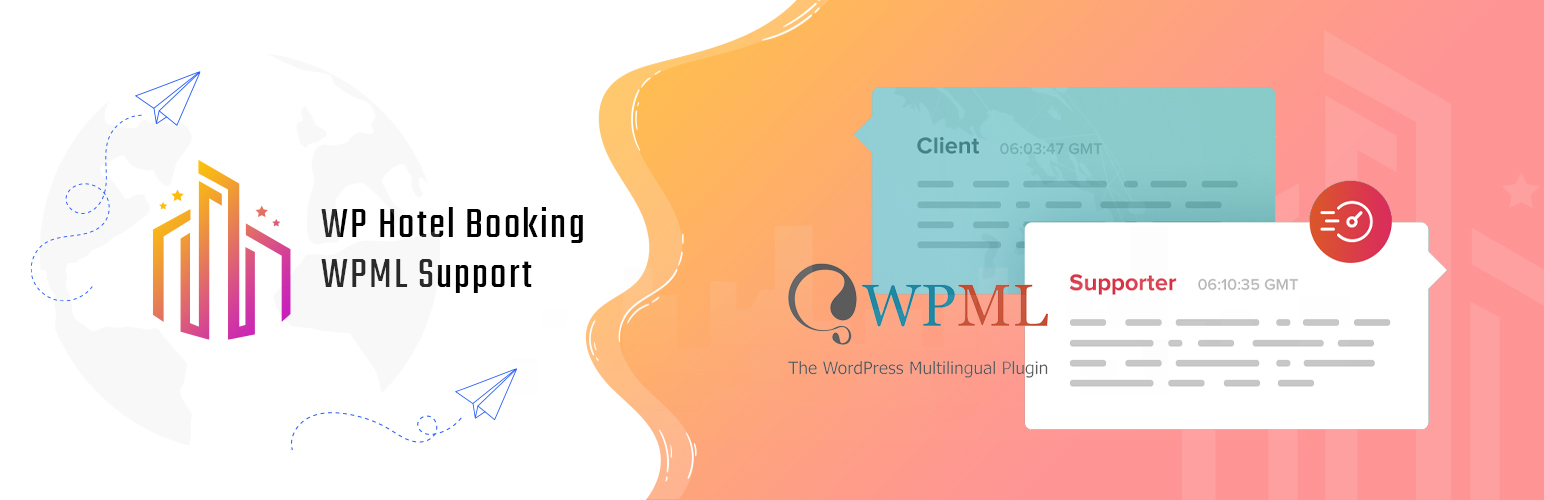 WP Hotel Booking
WPML Support
Client 06:03:47 GMT
Supporter 06:10:35 GMT
WPML
The WordPress Multilingual Plugin